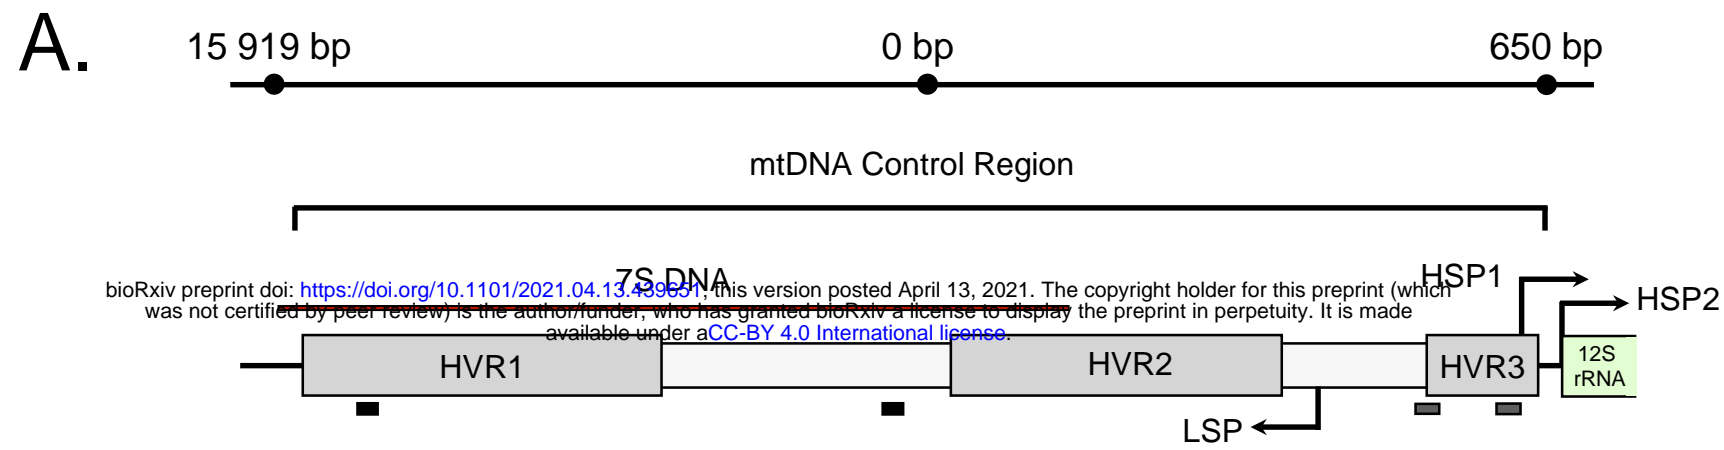 A.
15 919 bp 0 bp 650 bp
mtDNA Control Region
7S DNA
HSP1
bioRxiv preprint doi: https://doi.org/10.1101/2021.04.13.439651; this version posted April 13, 2021. The copyright holder for this preprint (which
was not certified by peer review) is the author/funder, who has granted bioRxiv a license to display the preprint in perpetuity. It is made
available under aCC-BY 4.0 International license.
HSP2
HVR1 HVR2 HVR3 12S
rRNA
LSP